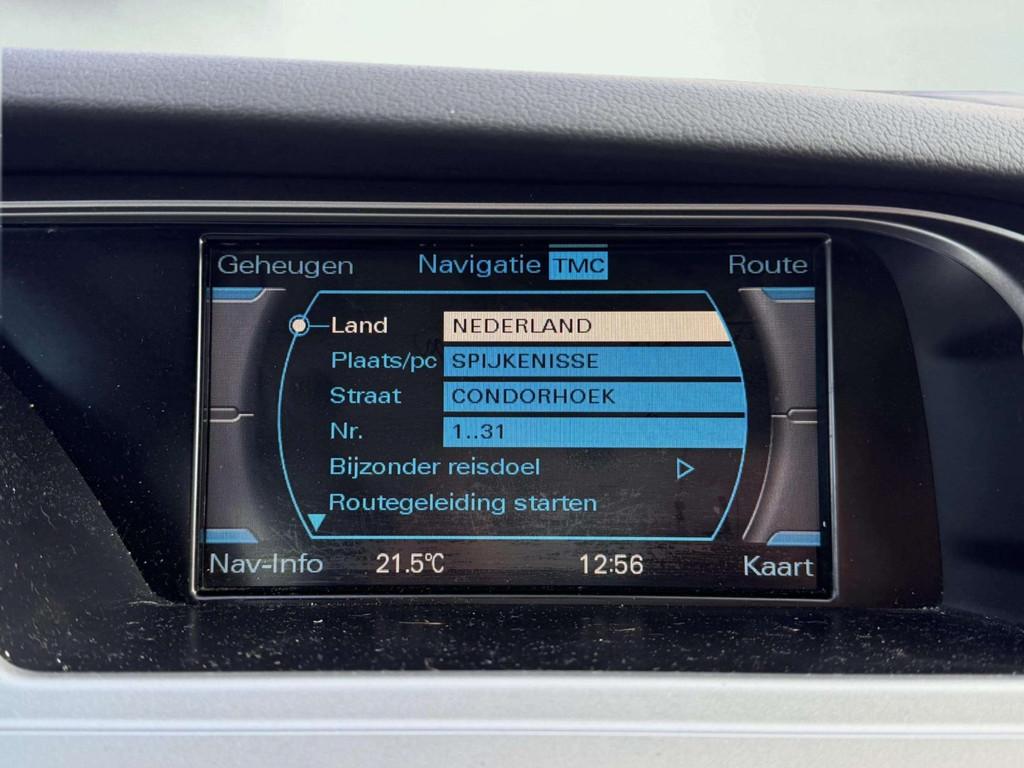 Geheugen Navigatie TMC Route
Land NEDERLAND
Plaats/pc SPIJKENISSE
Straat CONDORHOEK
Nr. 1..31
Bijzonder reisdoel
Routegeleiding starten
Nav-Info 21.5°C 12:56 Kaart